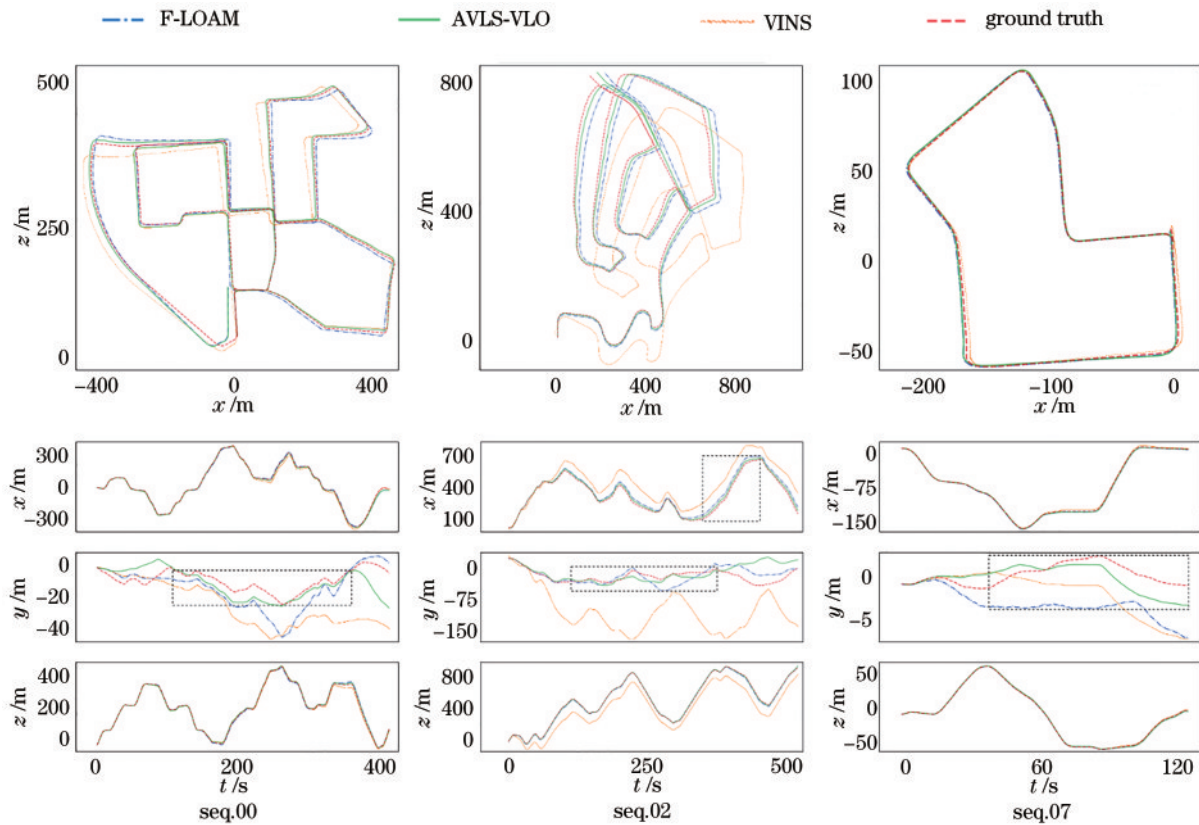 F-LOAM AVLS-VLO VINS ground truth
500
250
0
z /m
−400 0 400
x /m
800
400
0
z /m
0 400 800
x /m
100
50
0
−50
z /m
−200 −100 0
x /m
300
0
−300
x /m
700
400
100
x /m
0
−75
−150
x /m
0
−20
−40
y /m
0
−75
−150
y /m
0
−5
y /m
400
200
0
z /m
800
400
0
z /m
50
0
−50
z /m
0 200 400
t /s
seq.00
0 250 500
t /s
seq.02
0 60 120
t /s
seq.07